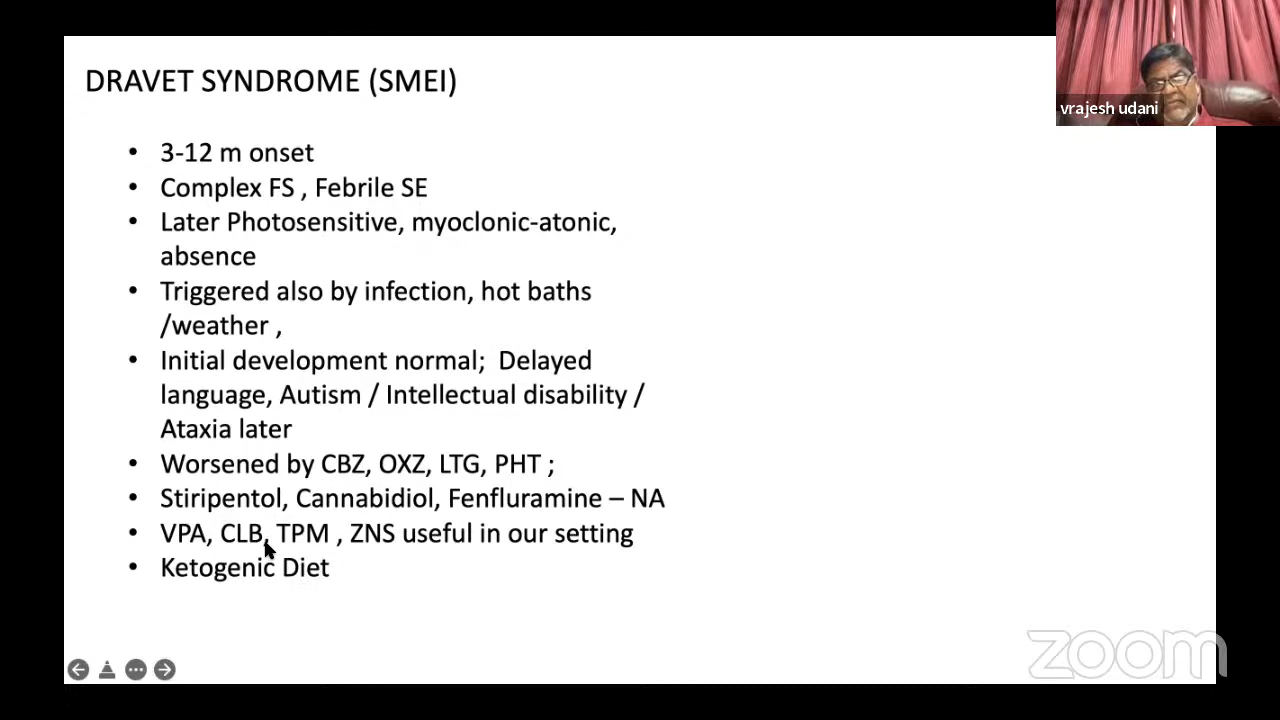 DRAVET SYNDROME (SMEI)
vrajesh udani
• 3-12 m onset
• Complex FS , Febrile SE
• Later Photosensitive, myoclonic-atonic,
absence
• Triggered also by infection, hot baths
/weather ,
• Initial development normal; Delayed
language, Autism / Intellectual disability /
Ataxia later
• Worsened by CBZ, OXZ, LTG, PHT ;
• Stiripentol, Cannabidiol, Fenfluramine – NA
• VPA, CLB, TPM , ZNS useful in our setting
• Ketogenic Diet
zoom